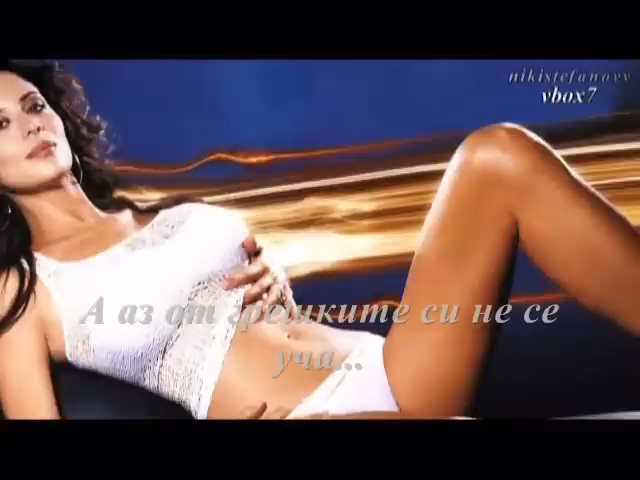 nikistefanovv
vbox7
А аз от грешките си не се
уча...